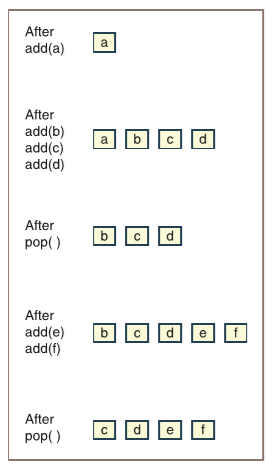 After
add(a)
a
After
add(b)
add(c)
add(d)
a b c d
After
pop( )
b c d
After
add(e)
add(f)
b c d e f
After
pop( )
c d e f